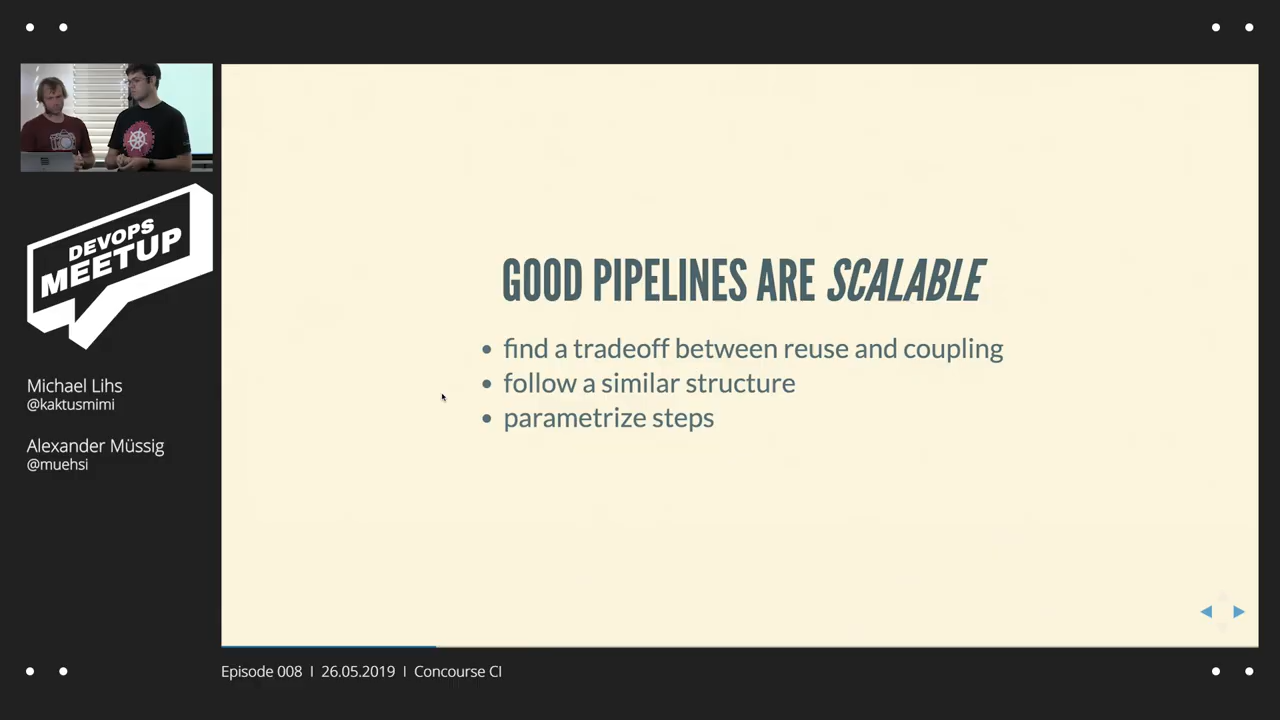 DEVOPS
MEETUP
Michael Lihs
@kaktusmimi
Alexander Müssig
@muehsi
GOOD PIPELINES ARE SCALABLE
find a tradeoff between reuse and coupling
follow a similar structure
parametrize steps
Episode 008 I 26.05.2019 I Concourse CI